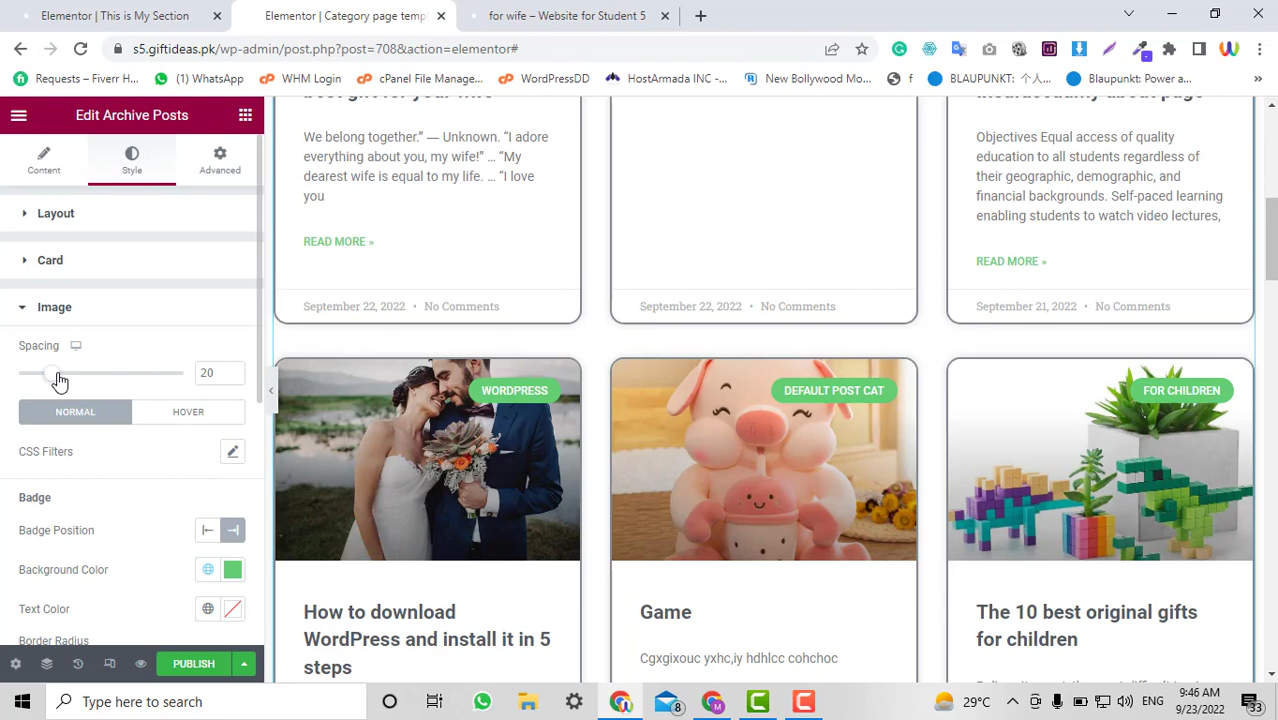 Elementor | This is My Section
Elementor | Category page temp
for wife – Website for Student 5
s5.giftideas.pk/wp-admin/post.php?post=708&action=elementor#
Requests – Fiverr H...
(1) WhatsApp
WHM Login
cPanel File Manage...
WordPressDD
HostArmada INC -...
New Bollywood Mo...
f
BLAUPUNKT: 个人...
Blaupunkt: Power a...
»
Edit Archive Posts
Content
Style
Advanced
Layout
Card
Image
Spacing
20
NORMAL
HOVER
CSS Filters
Badge
Badge Position
Background Color
Text Color
Border Radius
PUBLISH
We belong together.” — Unknown. “I adore
everything about you, my wife!” … “My
dearest wife is equal to my life. … “I love
you
READ MORE »
September 22, 2022 • No Comments
September 22, 2022 • No Comments
Objectives Equal access of quality
education to all students regardless of
their geographic, demographic, and
financial backgrounds. Self-paced learning
enabling students to watch video lectures,
READ MORE »
September 21, 2022 • No Comments
WORDPRESS
How to download
WordPress and install it in 5
steps
DEFAULT POST CAT
Game
Cgxgixouc yxhc,iy hdhlcc cohchoc
FOR CHILDREN
The 10 best original gifts
for children
Type here to search
8
M
29°C
ENG
9:46 AM
9/23/2022
33